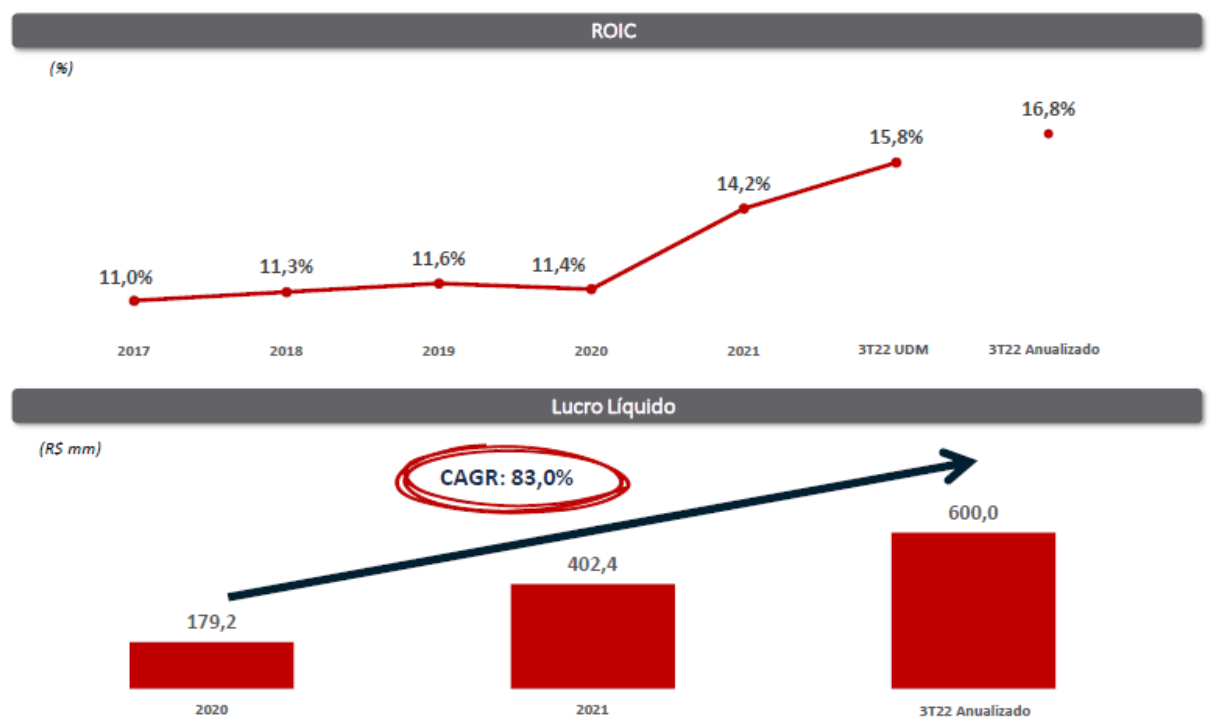 ROIC
(%)
11,0%
11,3%
11,6%
11,4%
14,2%
15,8%
16,8%
2017
2018
2019
2020
2021
3T22 UDM
3T22 Anualizado
Lucro Líquido
(R$ mm)
CAGR: 83,0%
179,2
402,4
600,0
2020
2021
3T22 Anualizado